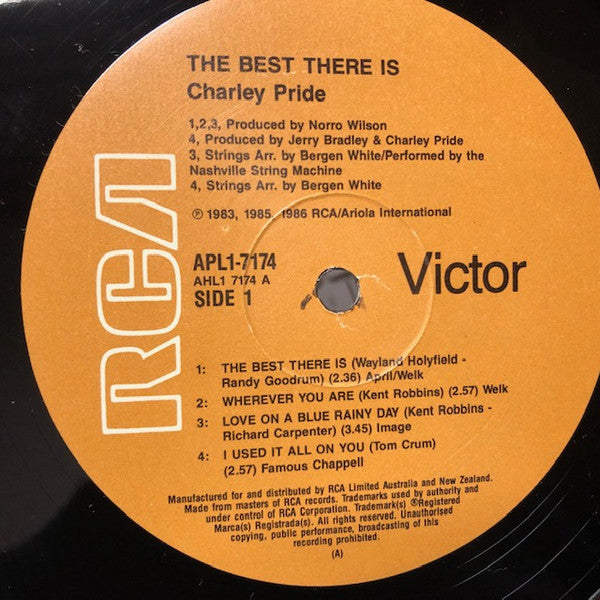 THE BEST THERE IS
Charley Pride
1,2,3, Produced by Norro Wilson
4, Produced by Jerry Bradley & Charley Pride
3, Strings Arr. by Bergen White/Performed by the
Nashville String Machine
4, Strings Arr. by Bergen White
℗ 1983, 1985, 1986 RCA/Ariola International
RCA
APL1-7174
AHL1 7174 A
SIDE 1
Victor
1: THE BEST THERE IS (Wayland Holyfield -
Randy Goodrum) (2.36) April/Welk
2: WHEREVER YOU ARE (Kent Robbins) (2.57) Welk
3: LOVE ON A BLUE RAINY DAY (Kent Robbins -
Richard Carpenter) (3.45) Image
4: I USED IT ALL ON YOU (Tom Crum)
(2.57) Famous Chappell
Manufactured for and distributed by RCA Limited Australia and New Zealand.
Made from masters of RCA records. Trademarks used by authority and
under control of RCA Corporation. Trademark(s) ®Registered
Marca(s) Registrada(s). All rights reserved. Unauthorised
copying, public performance, broadcasting of this
recording prohibited.
(A)